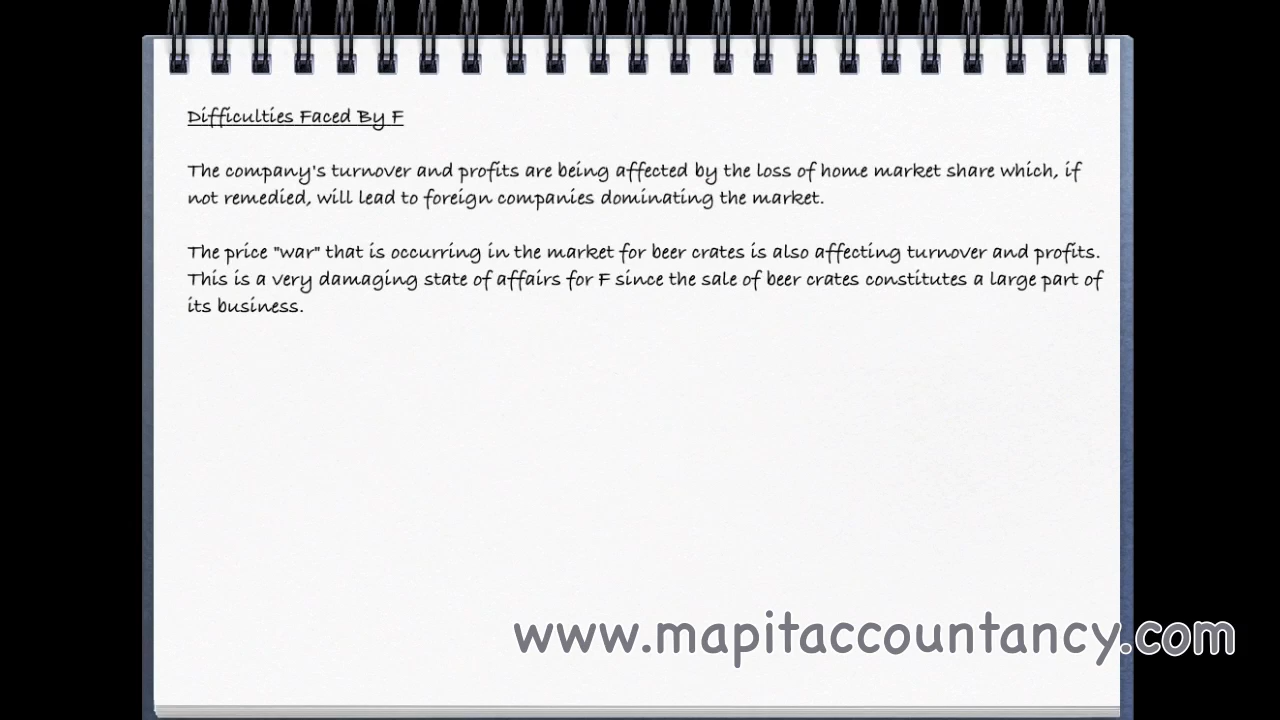 Difficulties Faced By F
The company's turnover and profits are being affected by the loss of home market share which, if
not remedied, will lead to foreign companies dominating the market.
The price "war" that is occurring in the market for beer crates is also affecting turnover and profits.
This is a very damaging state of affairs for F since the sale of beer crates constitutes a large part of
its business.
www.mapitaccountancy.com